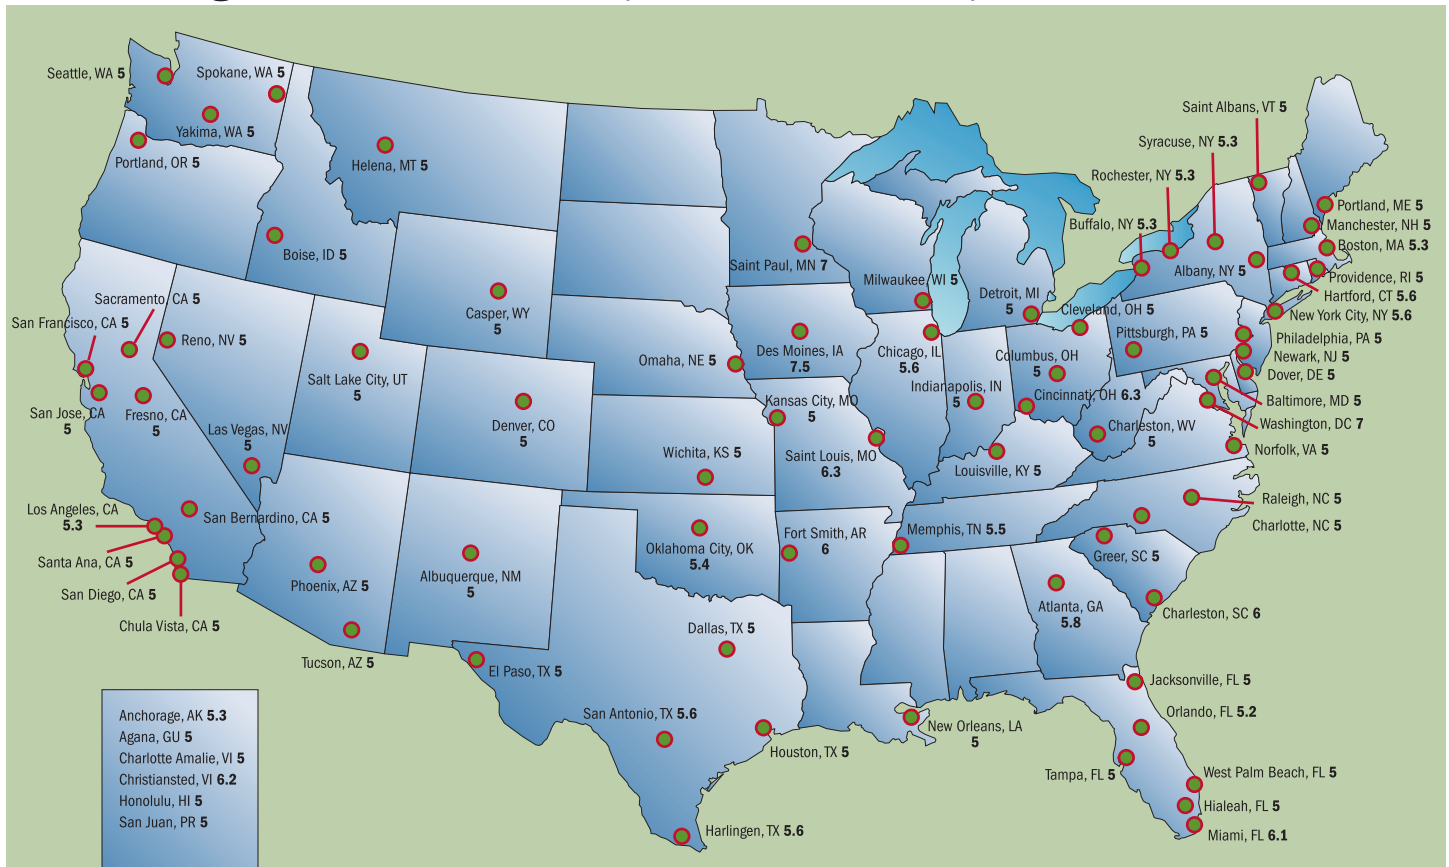 Seattle, WA 5
Spokane, WA 5
Yakima, WA 5
Portland, OR 5
Helena, MT 5
Boise, ID 5
Saint Albans, VT 5
Syracuse, NY 5.3
Rochester, NY 5.3
Buffalo, NY 5.3
Portland, ME 5
Manchester, NH 5
Boston, MA 5.3
Albany, NY 5
Providence, RI 5
Hartford, CT 5.6
New York City, NY 5.6
Saint Paul, MN 7
Milwaukee, WI 5
Detroit, MI
5
Cleveland, OH 5
Pittsburgh, PA 5
Philadelphia, PA 5
Newark, NJ 5
Dover, DE 5
Baltimore, MD 5
Washington, DC 7
Norfolk, VA 5
Sacramento, CA 5
San Francisco, CA 5
Reno, NV 5
Casper, WY
5
Salt Lake City, UT
5
Omaha, NE 5
Des Moines, IA
7.5
Chicago, IL
5.6
Columbus, OH
5
Indianapolis, IN
5
Cincinnati, OH 6.3
San Jose, CA
5
Fresno, CA
5
Las Vegas, NV
5
Denver, CO
5
Kansas City, MO
5
Wichita, KS 5
Saint Louis, MO
6.3
Louisville, KY 5
Charleston, WV
5
Los Angeles, CA
5.3
San Bernardino, CA 5
Santa Ana, CA 5
San Diego, CA 5
Chula Vista, CA 5
Phoenix, AZ 5
Tucson, AZ 5
Albuquerque, NM
5
Oklahoma City, OK
5.4
Fort Smith, AR
6
Memphis, TN 5.5
Raleigh, NC 5
Charlotte, NC 5
Greer, SC 5
Charleston, SC 6
Atlanta, GA
5.8
Dallas, TX 5
El Paso, TX 5
San Antonio, TX 5.6
Houston, TX 5
Harlingen, TX 5.6
New Orleans, LA
5
Jacksonville, FL 5
Orlando, FL 5.2
Tampa, FL 5
West Palm Beach, FL 5
Hialeah, FL 5
Miami, FL 6.1
Anchorage, AK 5.3
Agana, GU 5
Charlotte Amalie, VI 5
Christiansted, VI 6.2
Honolulu, HI 5
San Juan, PR 5